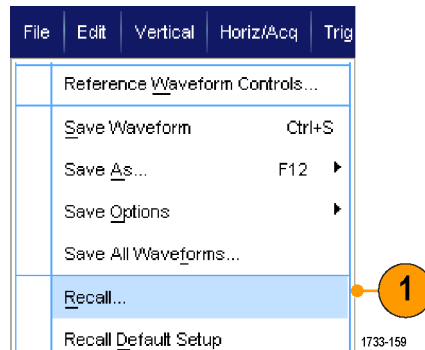 File Edit Vertical Horiz/Acq Trig
Reference Waveform Controls...
Save Waveform Ctrl+S
Save As... F12
Save Options
Save All Waveforms...
Recall...
1
Recall Default Setup
1733-159